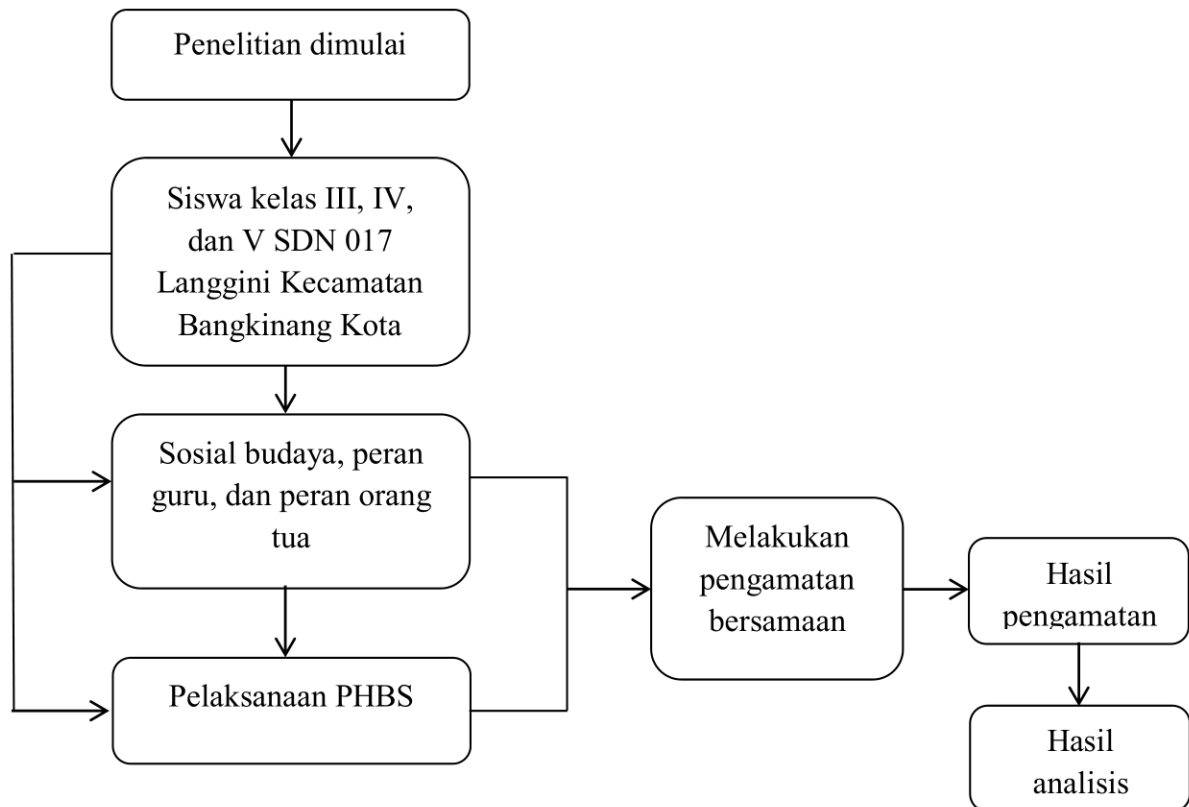 Penelitian dimulai
Siswa kelas III, IV,
dan V SDN 017
Langgini Kecamatan
Bangkinang Kota
Sosial budaya, peran
guru, dan peran orang
tua
Pelaksanaan PHBS
Melakukan
pengamatan
bersamaan
Hasil
pengamatan
Hasil
analisis